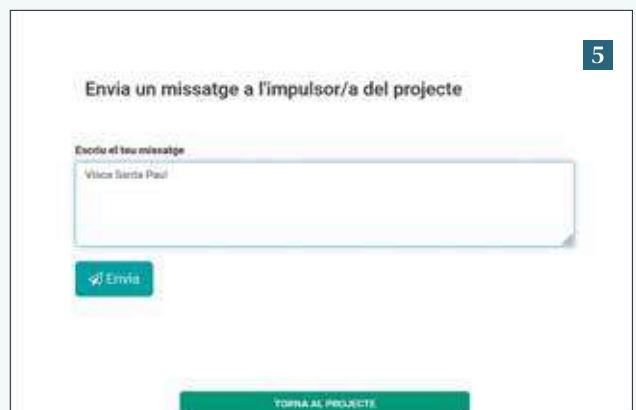 5
Envia un missatge a l'impulsor/a del projecte
Escriu el teu missatge
Visca Santa Pau!
Envia
TORNA AL PROJECTE